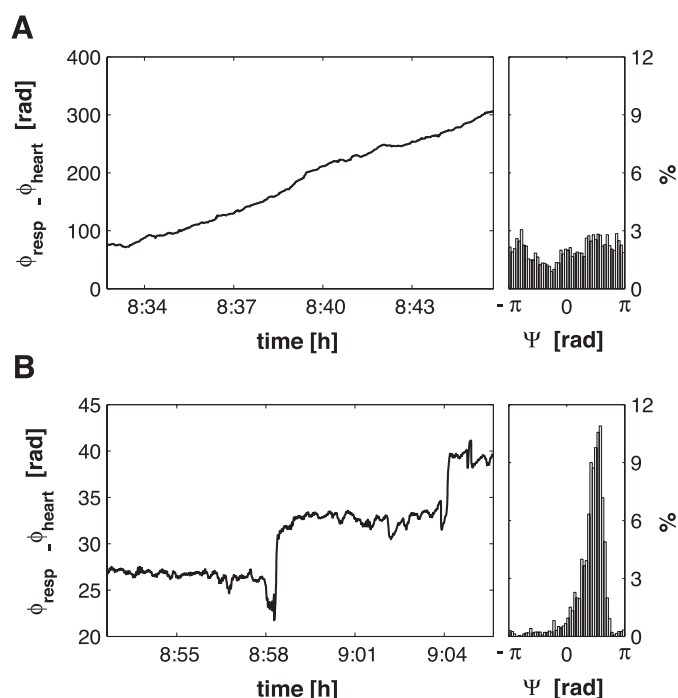 A
400
300
200
100
0
ϕresp - ϕheart [rad]
8:34 8:37 8:40 8:43
time [h]
12
9
6
3
0
%
- π 0 π
Ψ [rad]
B
45
40
35
30
25
20
ϕresp - ϕheart [rad]
8:55 8:58 9:01 9:04
time [h]
12
9
6
3
0
%
- π 0 π
Ψ [rad]